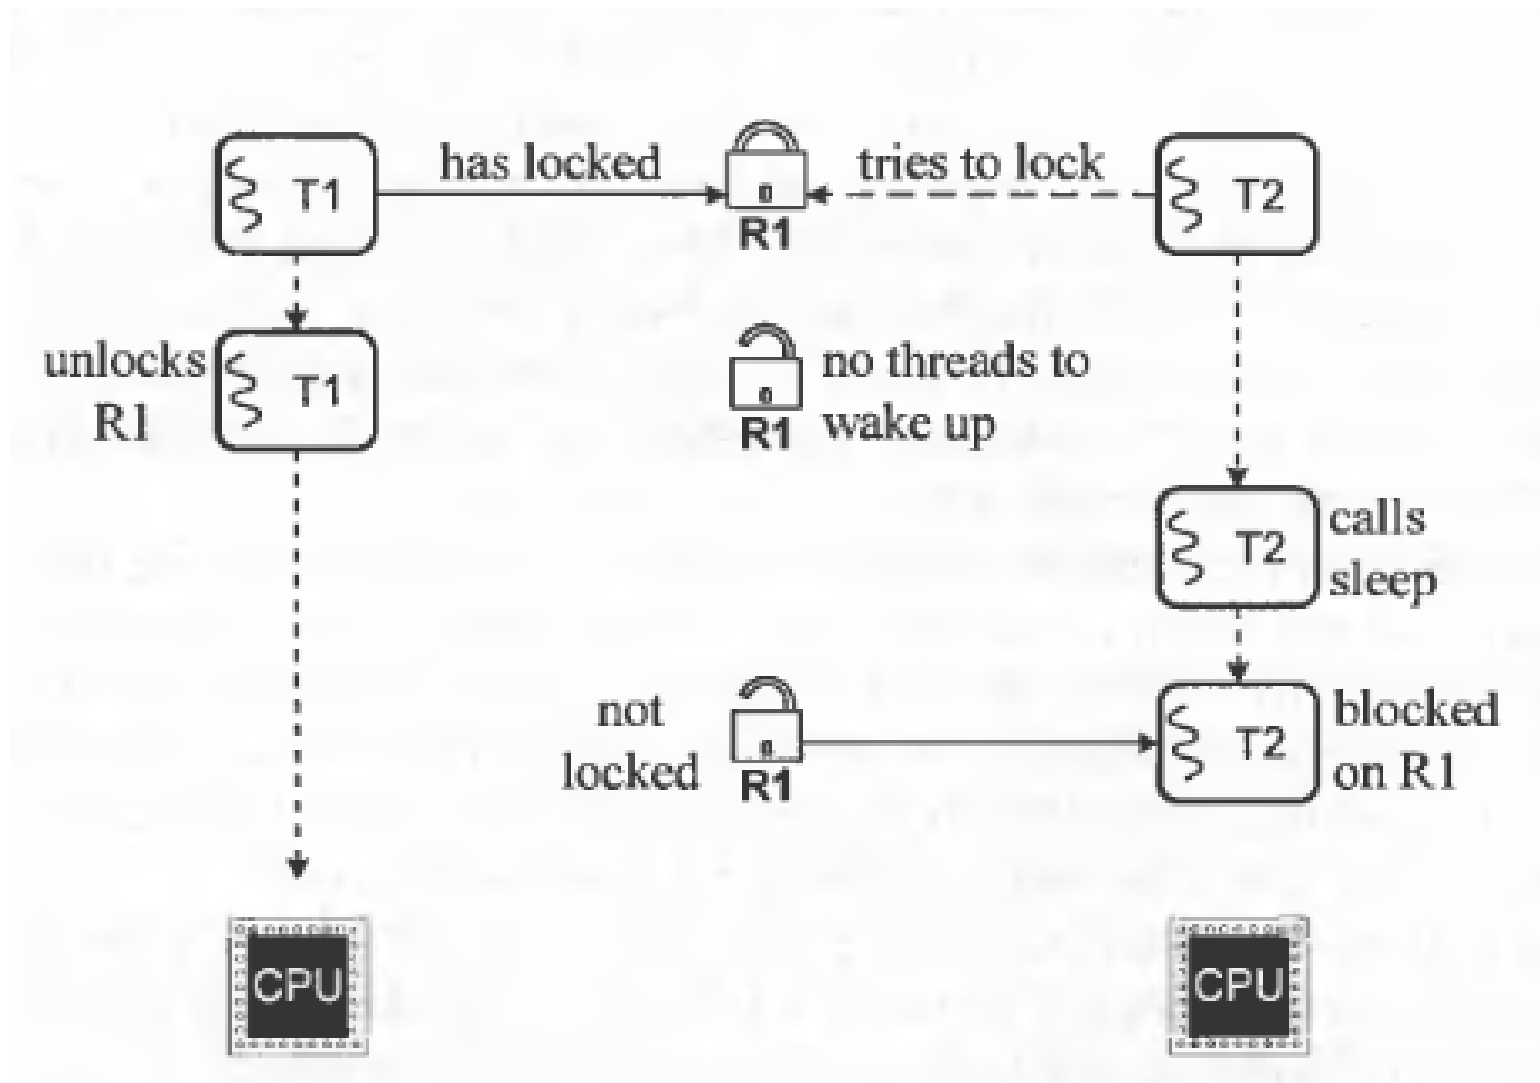 T1
has locked
R1
tries to lock
T2
unlocks
R1
T1
R1
no threads to
wake up
T2
calls
sleep
not
locked
R1
T2
blocked
on R1
CPU
CPU